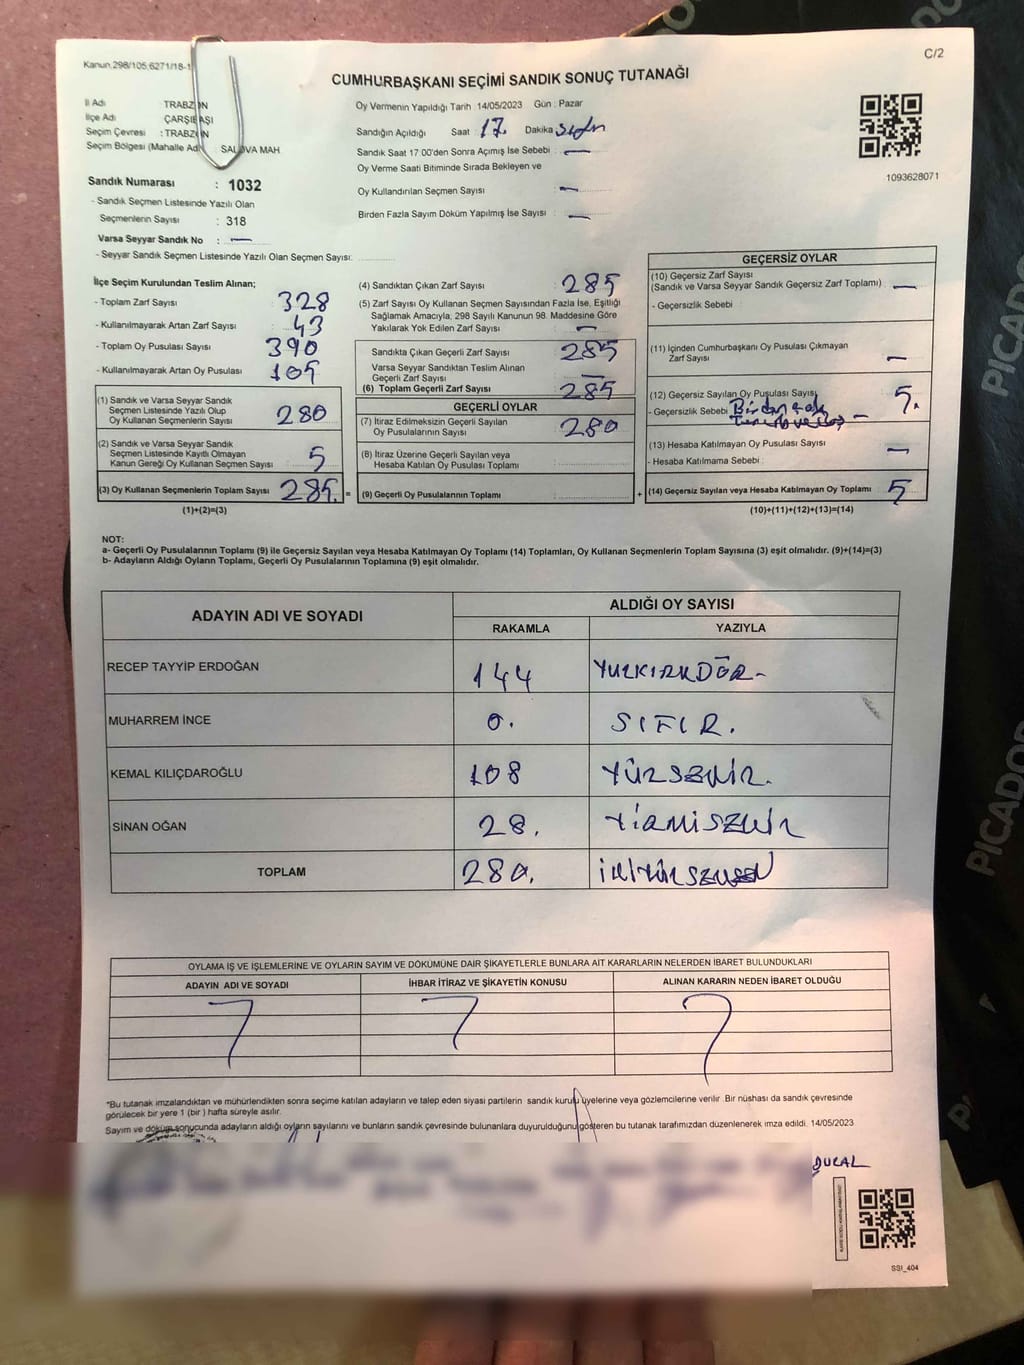 Kanun.298/105,6271/18-1
C/2
CUMHURBAŞKANI SEÇİMİ SANDIK SONUÇ TUTANAĞI
İl Adı : TRABZON
İlçe Adı : ÇARŞIBAŞI
Seçim Çevresi : TRABZON
Seçim Bölgesi (Mahalle Adı SALOVA MAH
Sandık Numarası : 1032
- Sandık Seçmen Listesinde Yazılı Olan
Seçmenlerin Sayısı : 318
Varsa Seyyar Sandık No : —
- Seyyar Sandık Seçmen Listesinde Yazılı Olan Seçmen Sayısı:
Oy Vermenin Yapıldığı Tarih : 14/05/2023 Gün : Pazar
Sandığın Açıldığı Saat : 17 Dakika
Sandık Saat 17:00'den Sonra Açımış İse Sebebi : —
Oy Verme Saati Bitiminde Sırada Bekleyen ve
Oy Kullandırılan Seçmen Sayısı : —
Birden Fazla Sayım Döküm Yapılmış İse Sayısı : —
1093628071
İlçe Seçim Kurulundan Teslim Alınan;
- Toplam Zarf Sayısı : 328
- Kullanılmayarak Artan Zarf Sayısı : 43
- Toplam Oy Pusulası Sayısı : 390
- Kullanılmayarak Artan Oy Pusulası : 105
(1) Sandık ve Varsa Seyyar Sandık
Seçmen Listesinde Yazılı Olup
Oy Kullanan Seçmenlerin Sayısı : 280
(2) Sandık ve Varsa Seyyar Sandık
Seçmen Listesinde Kayıtlı Olmayan
Kanun Gereği Oy Kullanan Seçmen Sayısı : 5
(3) Oy Kullanan Seçmenlerin Toplam Sayısı : 285. =
(1)+(2)=(3)
(4) Sandıktan Çıkan Zarf Sayısı : 285
(5) Zarf Sayısı Oy Kullanan Seçmen Sayısından Fazla İse, Eşitliği
Sağlamak Amacıyla, 298 Sayılı Kanunun 98. Maddesine Göre
Yakılarak Yok Edilen Zarf Sayısı : —
Sandıkta Çıkan Geçerli Zarf Sayısı : 285
Varsa Seyyar Sandıktan Teslim Alınan
Geçerli Zarf Sayısı : —
(6) Toplam Geçerli Zarf Sayısı : 285
GEÇERLİ OYLAR
(7) İtiraz Edilmeksizin Geçerli Sayılan
Oy Pusulalarının Sayısı : 280
(8) İtiraz Üzerine Geçerli Sayılan veya
Hesaba Katılan Oy Pusulası Toplamı :
(9) Geçerli Oy Pusulalarının Toplamı : +
GEÇERSİZ OYLAR
(10) Geçersiz Zarf Sayısı
(Sandık ve Varsa Seyyar Sandık Geçersiz Zarf Toplamı) : —
- Geçersizlik Sebebi :
(11) İçinden Cumhurbaşkanı Oy Pusulası Çıkmayan
Zarf Sayısı : —
(12) Geçersiz Sayılan Oy Pusulası Sayısı : 5.
- Geçersizlik Sebebi : Birden çok
—
(13) Hesaba Katılmayan Oy Pusulası Sayısı : —
- Hesaba Katılmama Sebebi :
(14) Geçersiz Sayılan veya Hesaba Katılmayan Oy Toplamı : 5
(10)+(11)+(12)+(13)=(14)
NOT:
a- Geçerli Oy Pusulalarının Toplamı (9) ile Geçersiz Sayılan veya Hesaba Katılmayan Oy Toplamı (14) Toplamları, Oy Kullanan Seçmenlerin Toplam Sayısına (3) eşit olmalıdır. (9)+(14)=(3)
b- Adayların Aldığı Oyların Toplamı, Geçerli Oy Pusulalarının Toplamına (9) eşit olmalıdır.
ADAYIN ADI VE SOYADI
ALDIĞI OY SAYISI
RAKAMLA YAZIYLA
RECEP TAYYİP ERDOĞAN 144 YUZKIRKDÖR-
MUHARREM İNCE 0. SIFIR.
KEMAL KILIÇDAROĞLU 108 YÜZSEKİZ.
SİNAN OĞAN 28. YİRMİSEKİZ
TOPLAM 280. İKİYÜZSEKSEN
OYLAMA İŞ VE İŞLEMLERİNE VE OYLARIN SAYIM VE DÖKÜMÜNE DAİR ŞİKAYETLERLE BUNLARA AİT KARARLARIN NELERDEN İBARET BULUNDUKLARI
ADAYIN ADI VE SOYADI İHBAR İTİRAZ VE ŞİKAYETİN KONUSU ALINAN KARARIN NEDEN İBARET OLDUĞU
*Bu tutanak imzalandıktan ve mühürlendikten sonra seçime katılan adayların ve talep eden siyasi partilerin sandık kurulu üyelerine veya gözlemcilerine verilir. Bir nüshası da sandık çevresinde
görülecek bir yere 1 (bir ) hafta süreyle asılır.
Sayım ve döküm sonucunda adayların aldığı oyların sayılarını ve bunların sandık çevresinde bulunanlara duyurulduğunu gösteren bu tutanak tarafımızdan düzenlenerek imza edildi. 14/05/2023
SSI_404
PICADOR
PICADOR